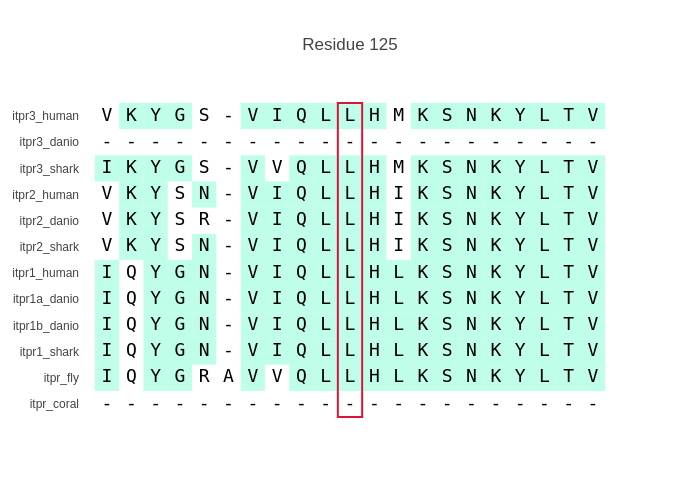 Residue 125
itpr3_human V K Y G S - V I Q L L H M K S N K Y L T V
itpr3_danio - - - - - - - - - - - - - - - - - - - - -
itpr3_shark I K Y G S - V V Q L L H M K S N K Y L T V
itpr2_human V K Y S N - V I Q L L H I K S N K Y L T V
itpr2_danio V K Y S R - V I Q L L H I K S N K Y L T V
itpr2_shark V K Y S N - V I Q L L H I K S N K Y L T V
itpr1_human I Q Y G N - V I Q L L H L K S N K Y L T V
itpr1a_danio I Q Y G N - V I Q L L H L K S N K Y L T V
itpr1b_danio I Q Y G N - V I Q L L H L K S N K Y L T V
itpr1_shark I Q Y G N - V I Q L L H L K S N K Y L T V
itpr_fly I Q Y G R A V V Q L L H L K S N K Y L T V
itpr_coral - - - - - - - - - - - - - - - - - - - - -